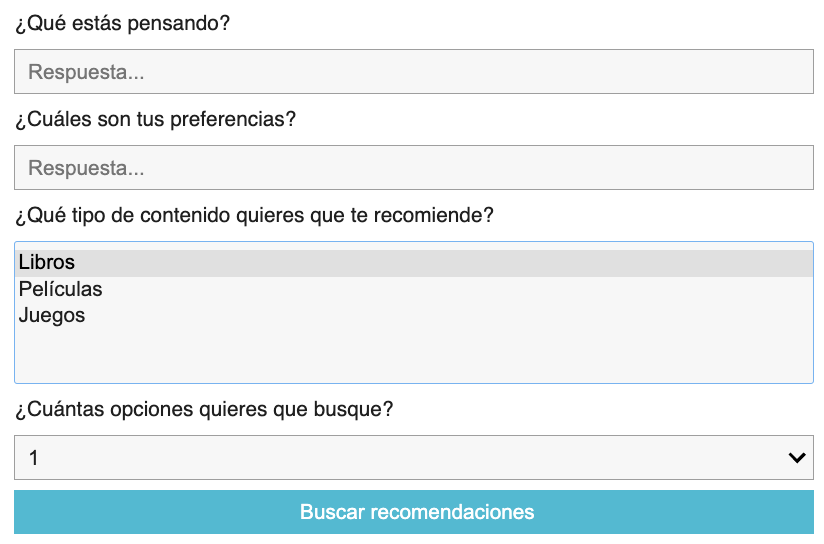 ¿Qué estás pensando?
Respuesta...
¿Cuáles son tus preferencias?
Respuesta...
¿Qué tipo de contenido quieres que te recomiende?
Libros
Películas
Juegos
¿Cuántas opciones quieres que busque?
1
Buscar recomendaciones